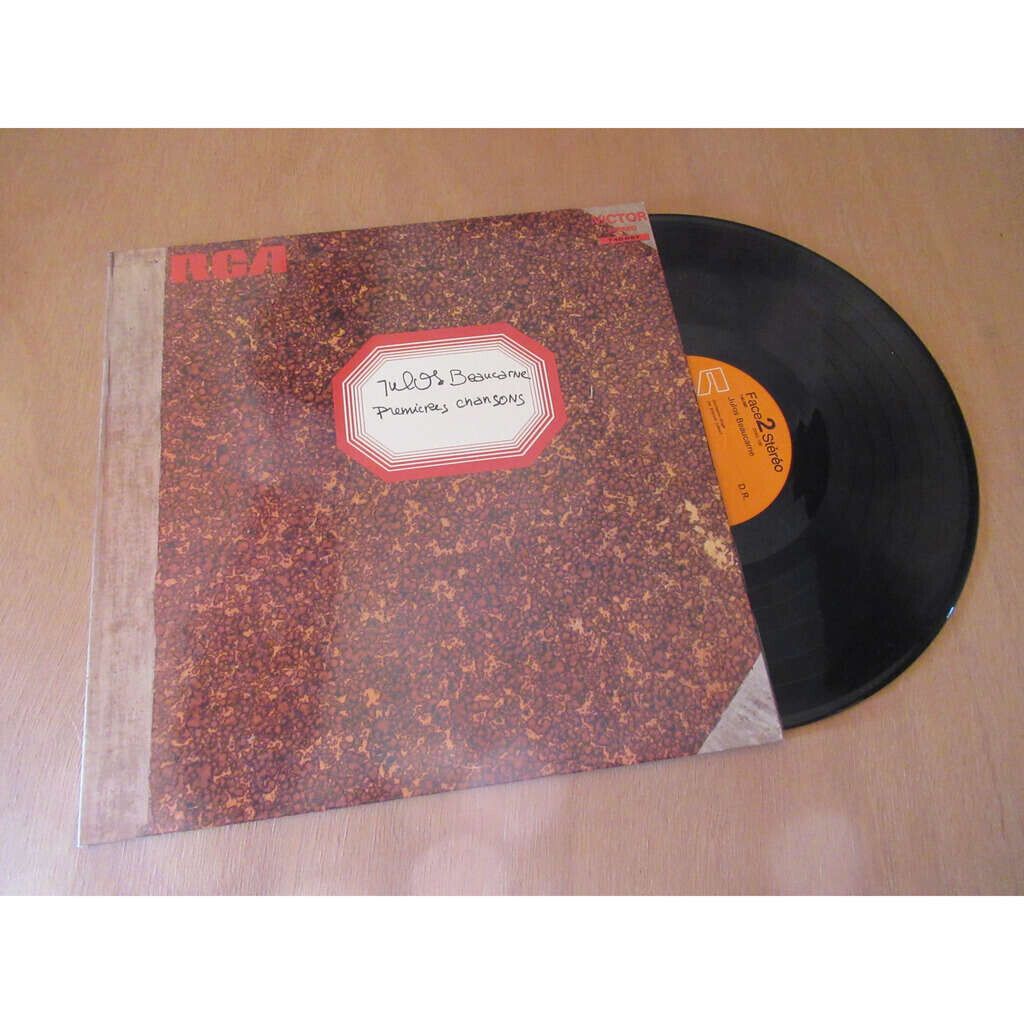 RCA
VICTOR
Julos Beaucarne
Premières chansons
Face 2 Stéréo
Julos Beaucarne
D.R.